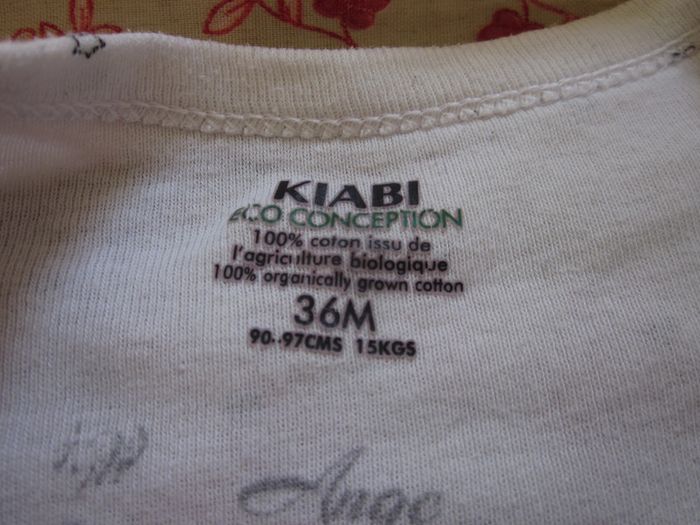 KIABI
ECO CONCEPTION
100% coton issu de
l'agriculture biologique
100% organically grown cotton
36M
90-97CMS 15KGS
Ange